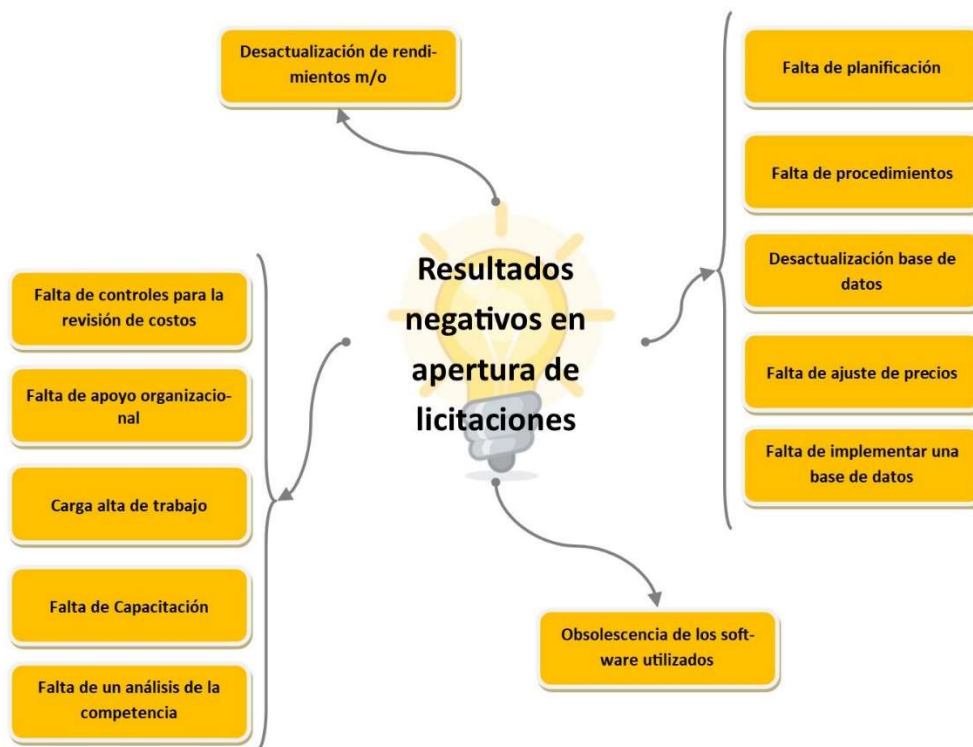 Desactualización de rendi-
mientos m/o
Falta de planificación
Falta de procedimientos
Desactualización base de
datos
Falta de ajuste de precios
Falta de implementar una
base de datos
Resultados
negativos en
apertura de
licitaciones
Falta de controles para la
revisión de costos
Falta de apoyo organizacio-
nal
Carga alta de trabajo
Falta de Capacitación
Falta de un análisis de la
competencia
Obsolescencia de los soft-
ware utilizados